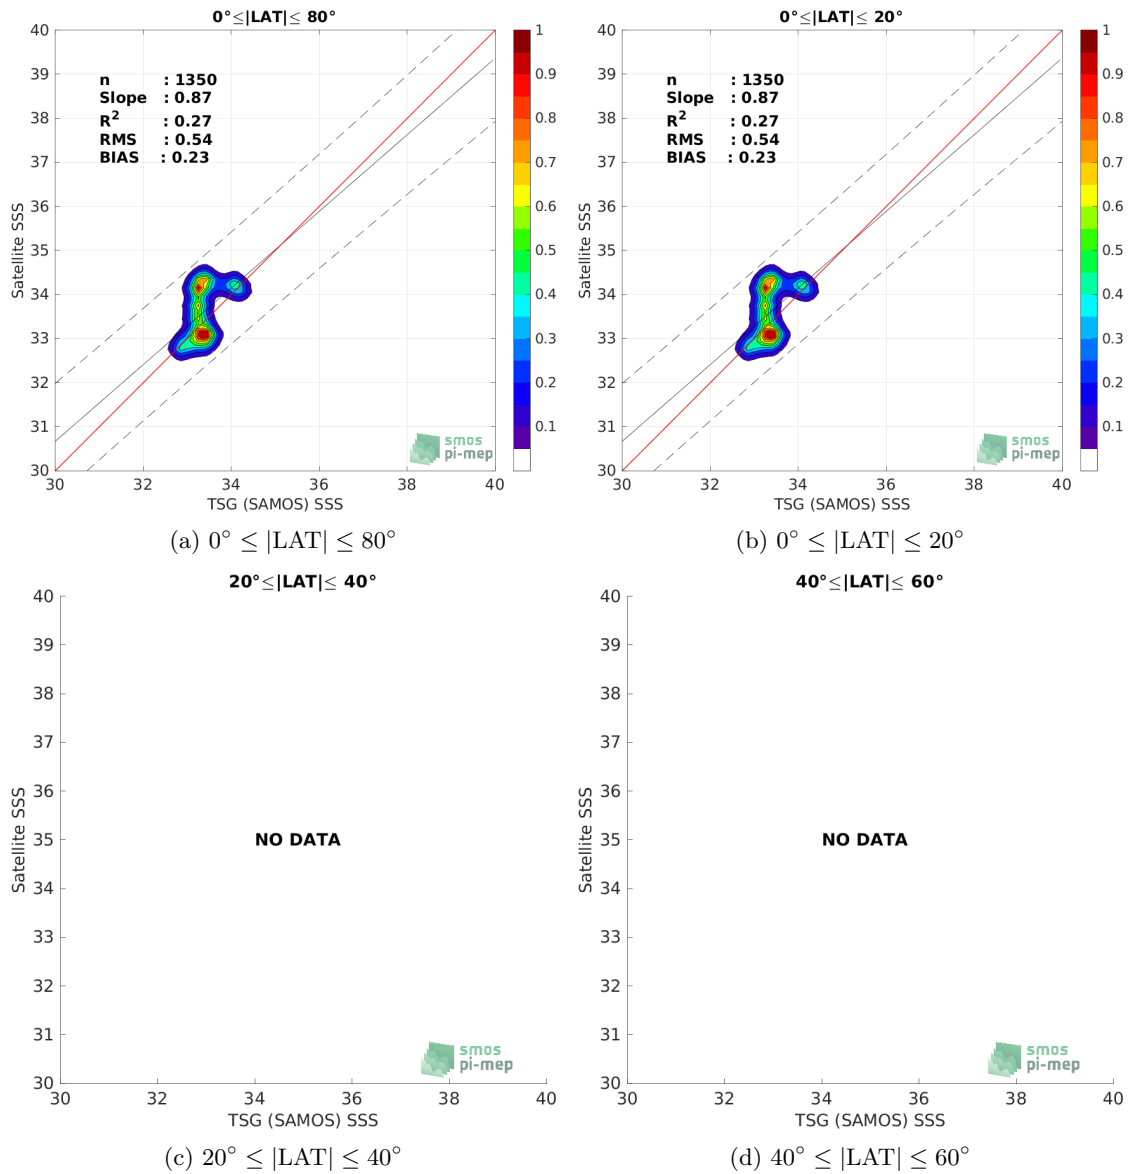 0°≤|LAT|≤ 80°
40
39
38
37
36
35
34
33
32
31
30
Satellite SSS
n : 1350
Slope : 0.87
R² : 0.27
RMS : 0.54
BIAS : 0.23
1
0.9
0.8
0.7
0.6
0.5
0.4
0.3
0.2
0.1
smos
pi-mep
30 32 34 36 38 40
TSG (SAMOS) SSS
(a) 0° ≤ |LAT| ≤ 80°
0°≤|LAT|≤ 20°
40
39
38
37
36
35
34
33
32
31
30
Satellite SSS
n : 1350
Slope : 0.87
R² : 0.27
RMS : 0.54
BIAS : 0.23
1
0.9
0.8
0.7
0.6
0.5
0.4
0.3
0.2
0.1
smos
pi-mep
30 32 34 36 38 40
TSG (SAMOS) SSS
(b) 0° ≤ |LAT| ≤ 20°
20°≤|LAT|≤ 40°
40
39
38
37
36
35
34
33
32
31
30
Satellite SSS
NO DATA
smos
pi-mep
30 32 34 36 38 40
TSG (SAMOS) SSS
(c) 20° ≤ |LAT| ≤ 40°
40°≤|LAT|≤ 60°
40
39
38
37
36
35
34
33
32
31
30
Satellite SSS
NO DATA
smos
pi-mep
30 32 34 36 38 40
TSG (SAMOS) SSS
(d) 40° ≤ |LAT| ≤ 60°